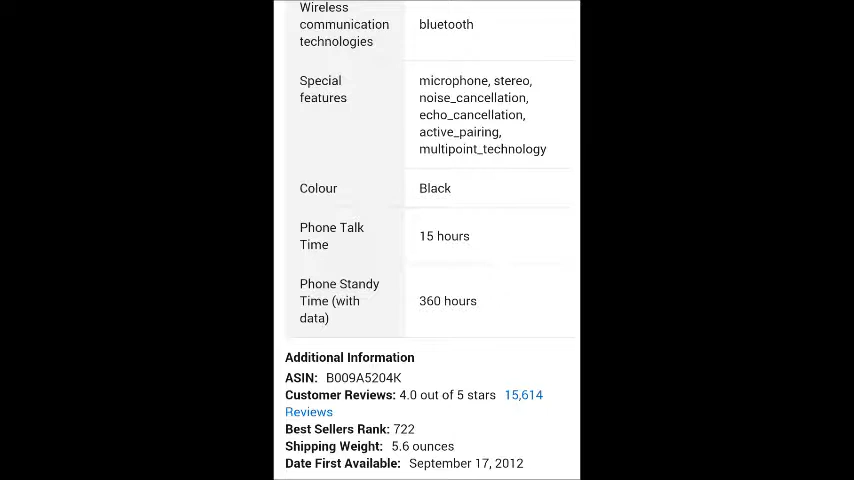 Wireless
communication
technologies
bluetooth
Special
features
microphone, stereo,
noise_cancellation,
echo_cancellation,
active_pairing,
multipoint_technology
Colour
Black
Phone Talk
Time
15 hours
Phone Standy
Time (with
data)
360 hours
Additional Information
ASIN: B009A5204K
Customer Reviews: 4.0 out of 5 stars 15,614
Reviews
Best Sellers Rank: 722
Shipping Weight: 5.6 ounces
Date First Available: September 17, 2012